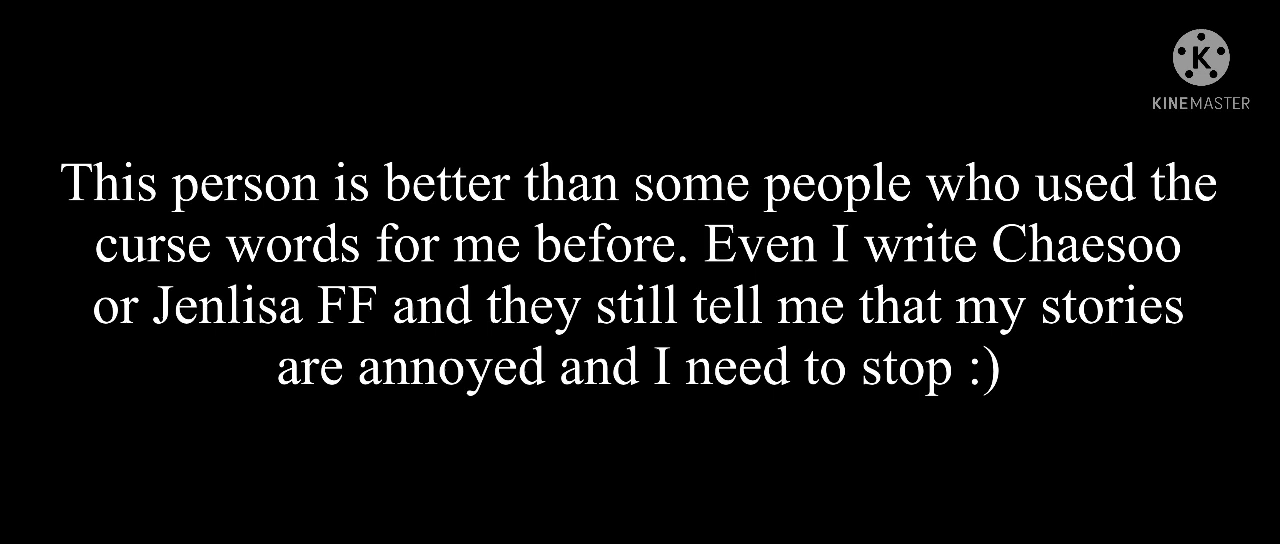 K
KINEMASTER
This person is better than some people who used the
curse words for me before. Even I write Chaesoo
or Jenlisa FF and they still tell me that my stories
are annoyed and I need to stop :)